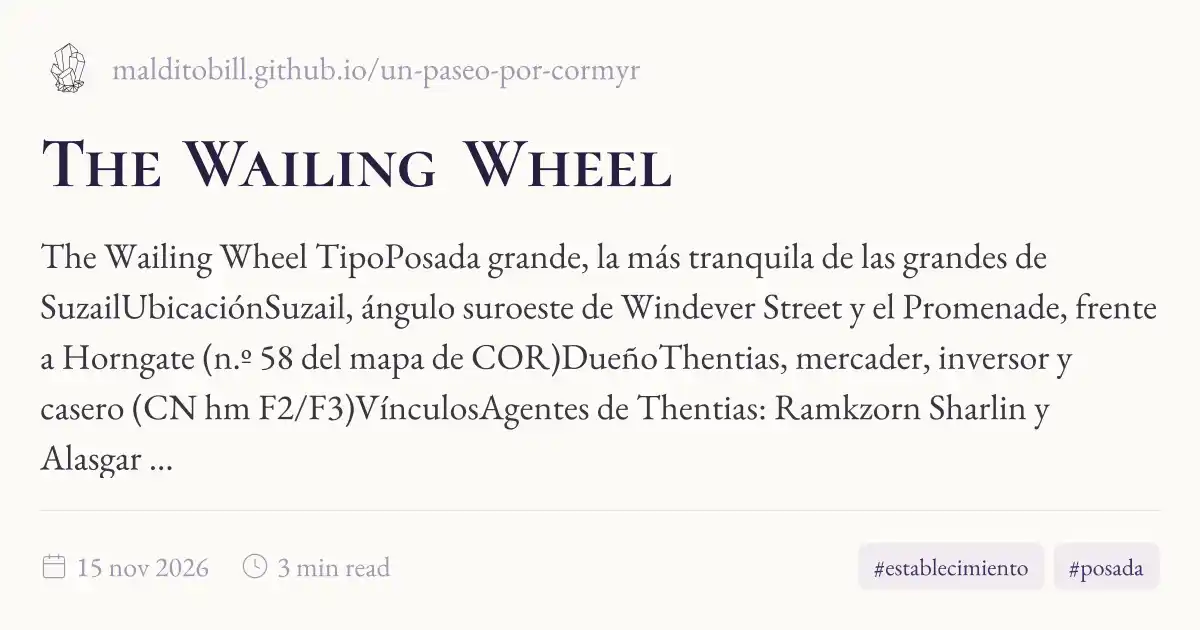 malditobill.github.io/un-paseo-por-cormyr
The Wailing Wheel
The Wailing Wheel TipoPosada grande, la más tranquila de las grandes de
SuzailUbicaciónSuzail, ángulo suroeste de Windever Street y el Promenade, frente
a Horngate (n.º 58 del mapa de COR)DueñoThentias, mercader, inversor y
casero (CN hm F2/F3)VínculosAgentes de Thentias: Ramkzorn Sharlin y
Alasgar ...
15 nov 2026 3 min read #establecimiento #posada